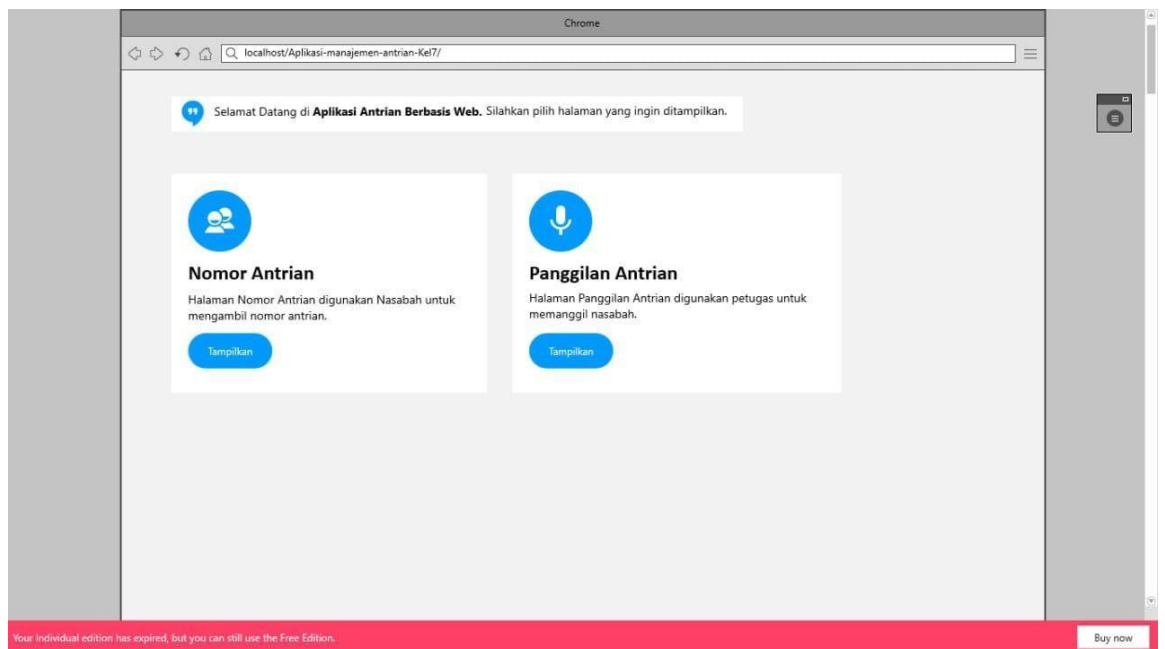 Chrome
localhost/Aplikasi-manajemen-antrian-Kel7/
Selamat Datang di Aplikasi Antrian Berbasis Web. Silahkan pilih halaman yang ingin ditampilkan.
Nomor Antrian
Halaman Nomor Antrian digunakan Nasabah untuk
mengambil nomor antrian.
Tampilkan
Panggilan Antrian
Halaman Panggilan Antrian digunakan petugas untuk
memanggil nasabah.
Tampilkan
Your Individual edition has expired, but you can still use the Free Edition.
Buy now